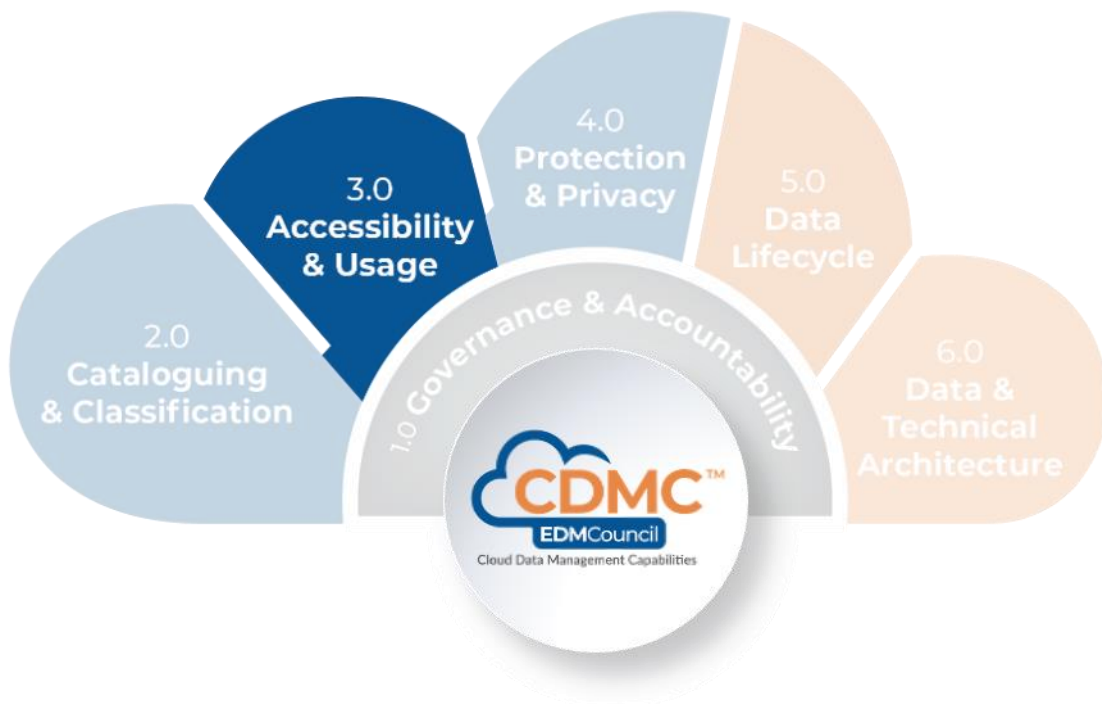 2.0
Cataloguing
& Classification
3.0
Accessibility
& Usage
4.0
Protection
& Privacy
5.0
Data
Lifecycle
6.0
Data &
Technical
Architecture
1.0 Governance & Accountability
CDMC™
EDMCouncil
Cloud Data Management Capabilities